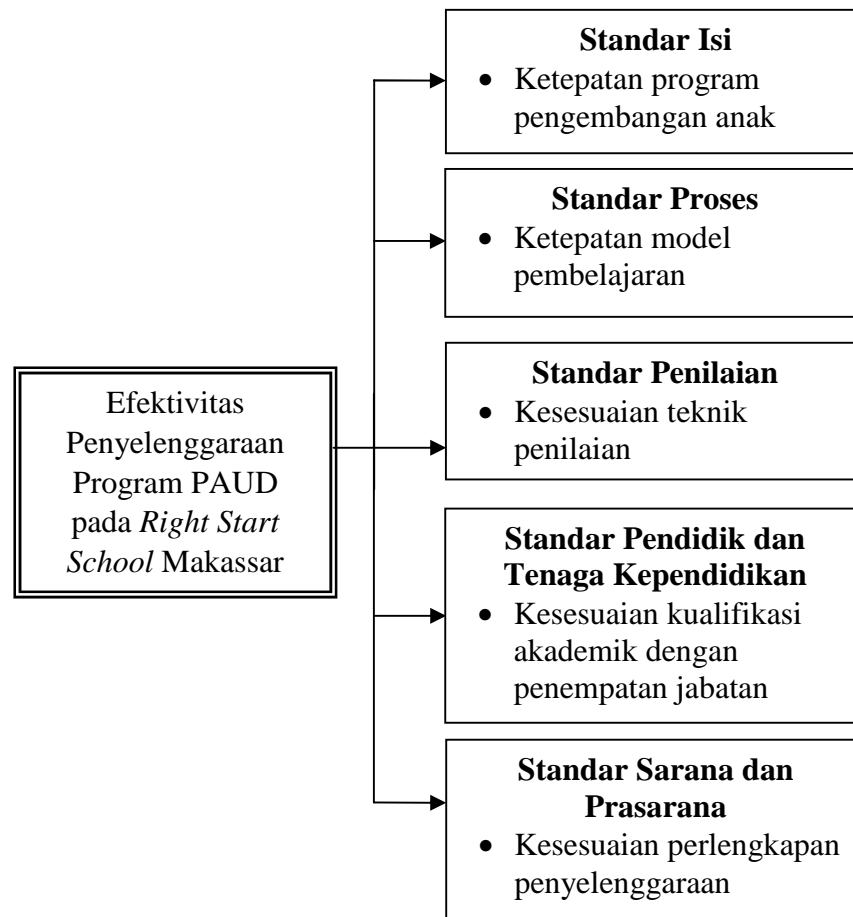 Standar Isi
• Ketepatan program
pengembangan anak
Standar Proses
• Ketepatan model
pembelajaran
Standar Penilaian
• Kesesuaian teknik
penilaian
Efektivitas
Penyelenggaraan
Program PAUD
pada Right Start
School Makassar
Standar Pendidik dan
Tenaga Kependidikan
• Kesesuaian kualifikasi
akademik dengan
penempatan jabatan
Standar Sarana dan
Prasarana
• Kesesuaian perlengkapan
penyelenggaraan